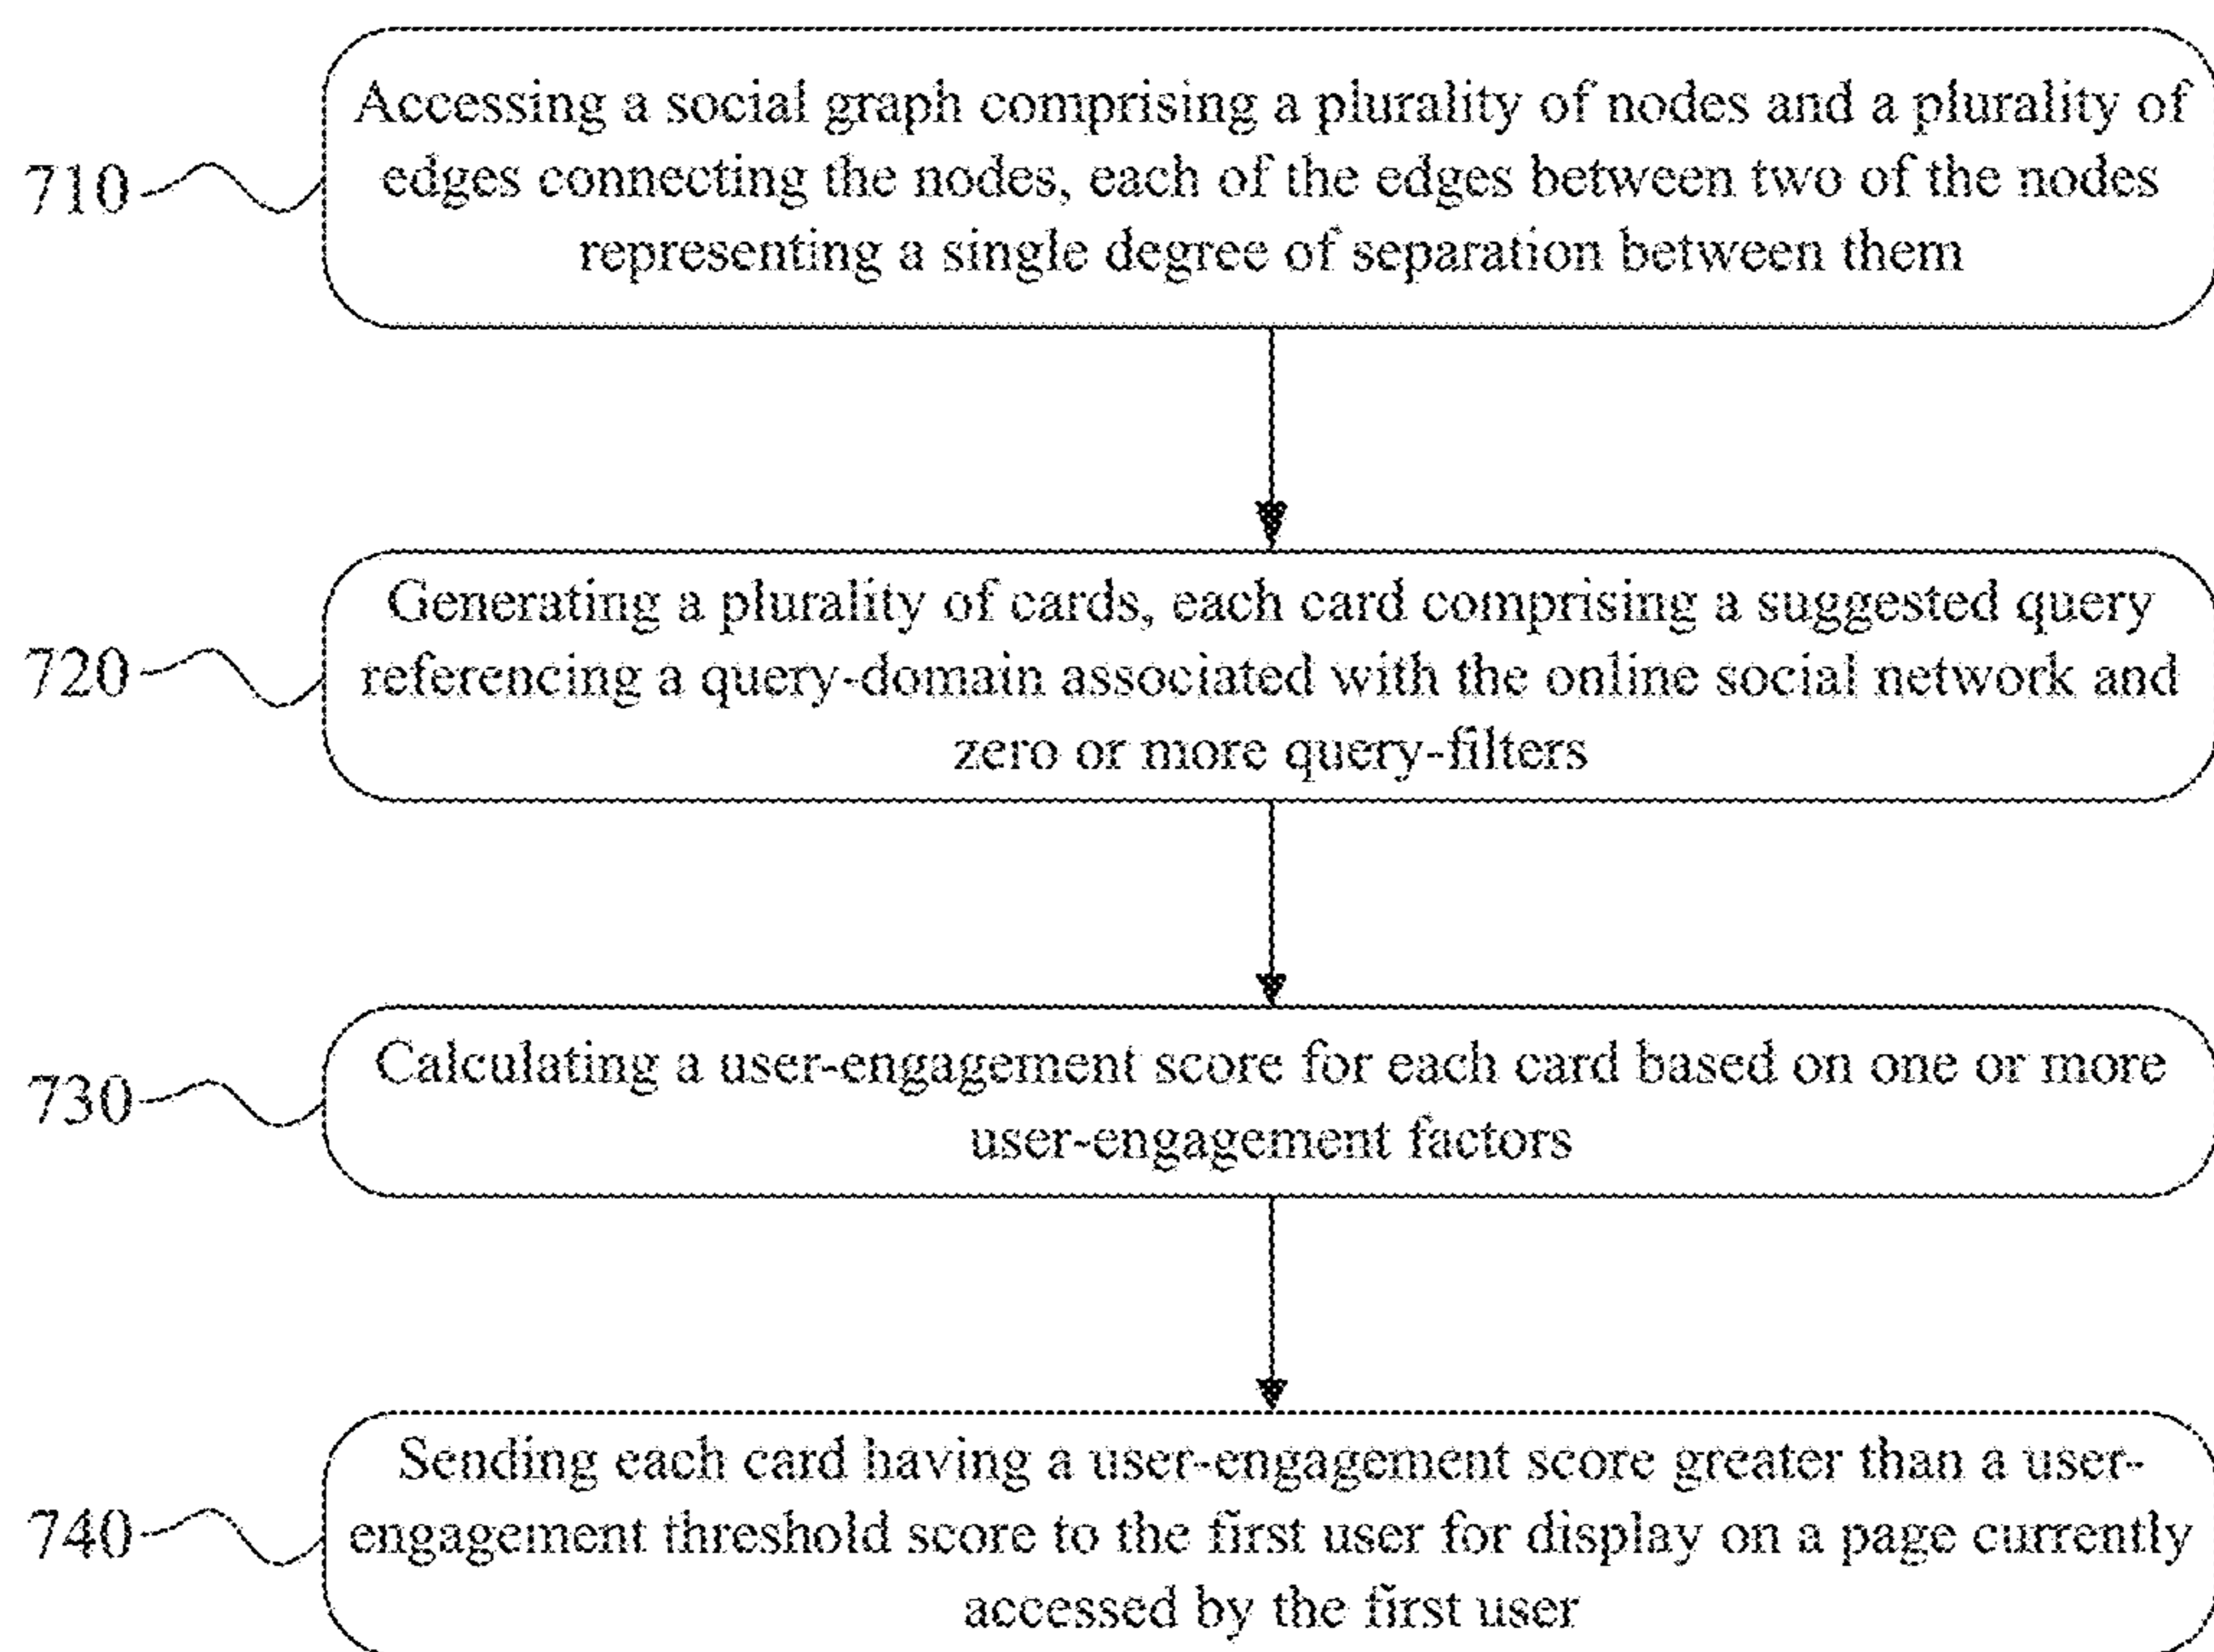 Accessing a social graph comprising a plurality of nodes and a plurality of
710
edges connecting the nodes, each of the edges between two of the nodes
representing a single degree of separation between them
Generating a plurality of cards, each card comprising a suggested query
720
referencing a query-domain associated with the online social network and
zero or more query-filters
730
Calculating a user-engagement score for each card based on one or more
user-engagement factors
Sending each card having a user-engagement score greater than a user-
740
engagement threshold score to the first user for display on a page currently
accessed by the first user